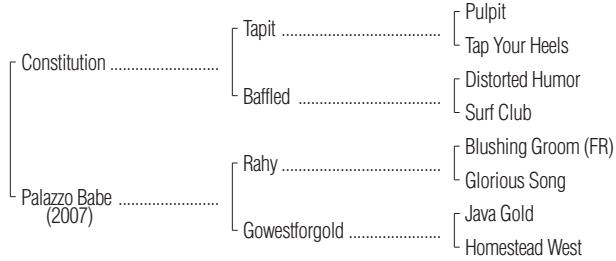 Pulpit
Tapit
Tap Your Heels
Constitution
Distorted Humor
Baffled
Surf Club
Blushing Groom (FR)
Rahy
Glorious Song
Palazzo Babe
(2007)
Java Gold
Gowestforgold
Homestead West